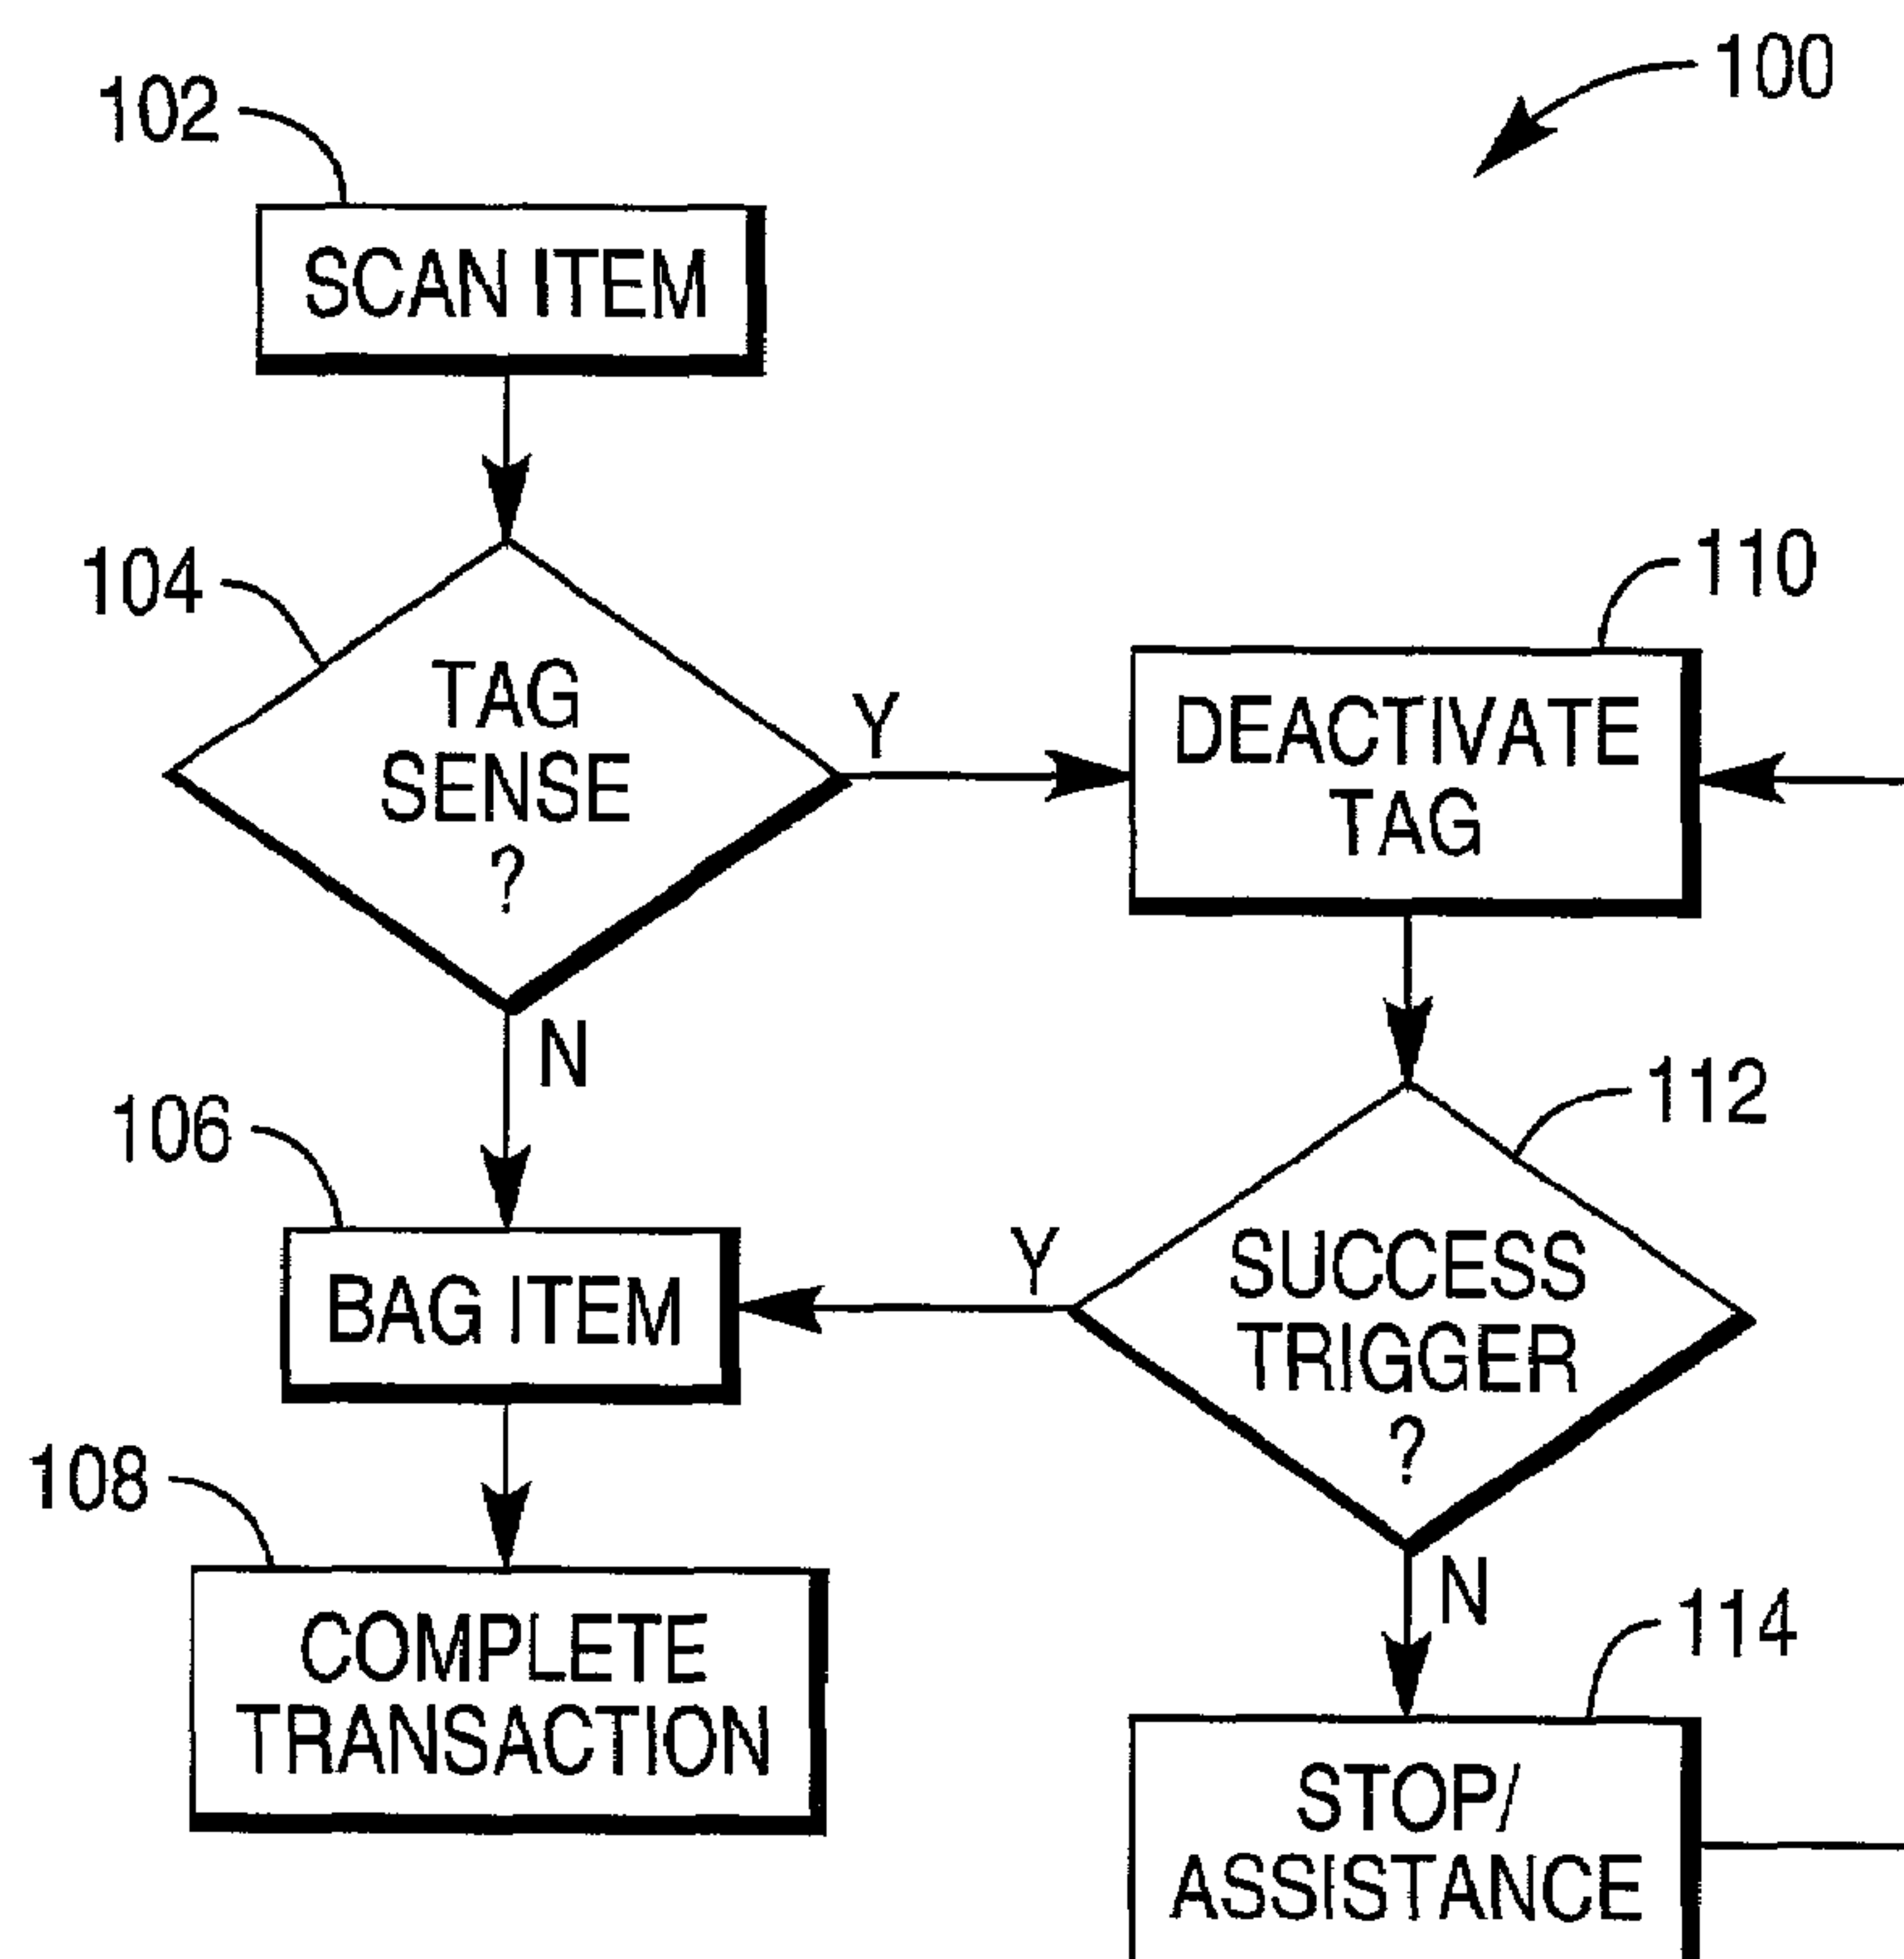 100
102
SCAN ITEM
104
TAG
SENSE
?
Y
N
110
DEACTIVATE
TAG
112
SUCCESS
TRIGGER
?
Y
N
106
BAG ITEM
108
COMPLETE
TRANSACTION
114
STOP/
ASSISTANCE